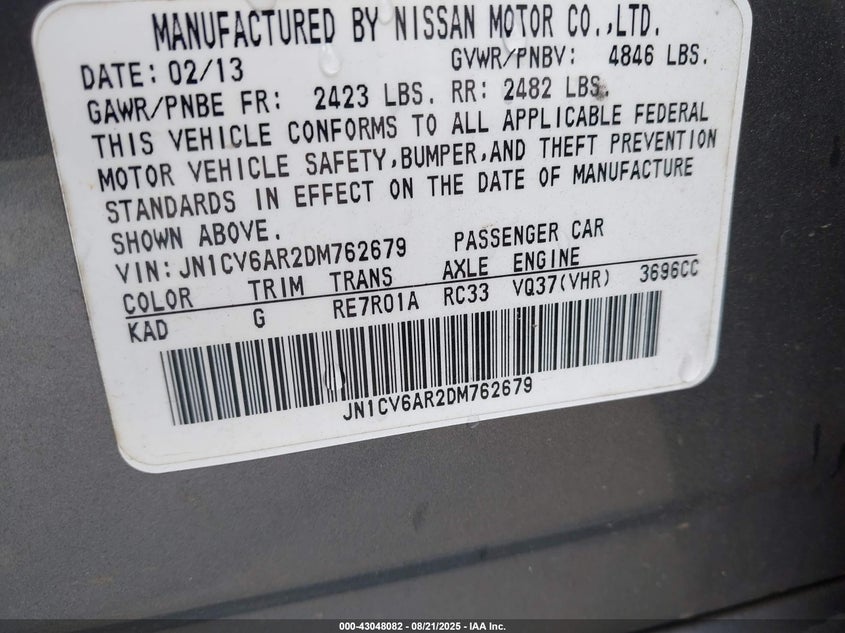 MANUFACTURED BY NISSAN MOTOR CO.,LTD.
DATE: 02/13 GVWR/PNBV: 4846 LBS.
GAWR/PNBE FR: 2423 LBS. RR: 2482 LBS.
THIS VEHICLE CONFORMS TO ALL APPLICABLE FEDERAL
MOTOR VEHICLE SAFETY,BUMPER,AND THEFT PREVENTION
STANDARDS IN EFFECT ON THE DATE OF MANUFACTURE
SHOWN ABOVE.
VIN: JN1CV6AR2DM762679 PASSENGER CAR
COLOR TRIM TRANS AXLE ENGINE
KAD G RE7R01A RC33 VQ37(VHR) 3696CC
JN1CV6AR2DM762679
000-43048082 - 08/21/2025 - IAA Inc.